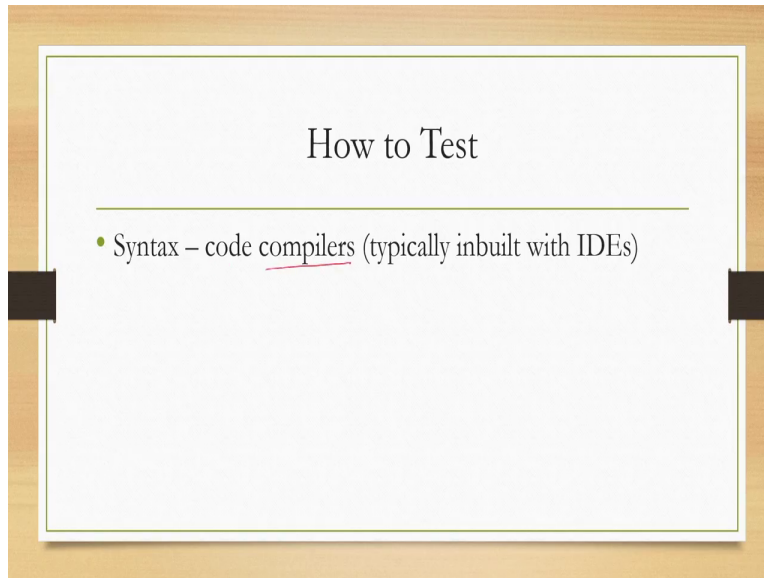 How to Test
• Syntax – code compilers (typically inbuilt with IDEs)